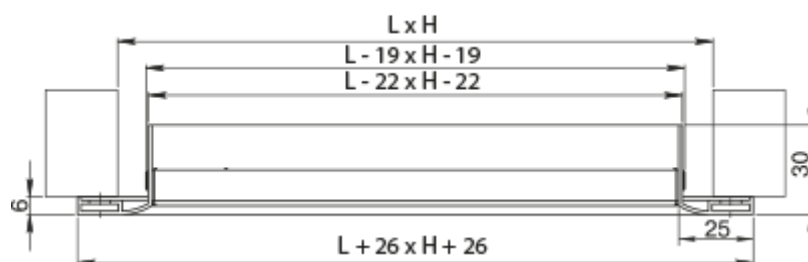 L x H
L - 19 x H - 19
L - 22 x H - 22
30
6
25
L + 26 x H + 26